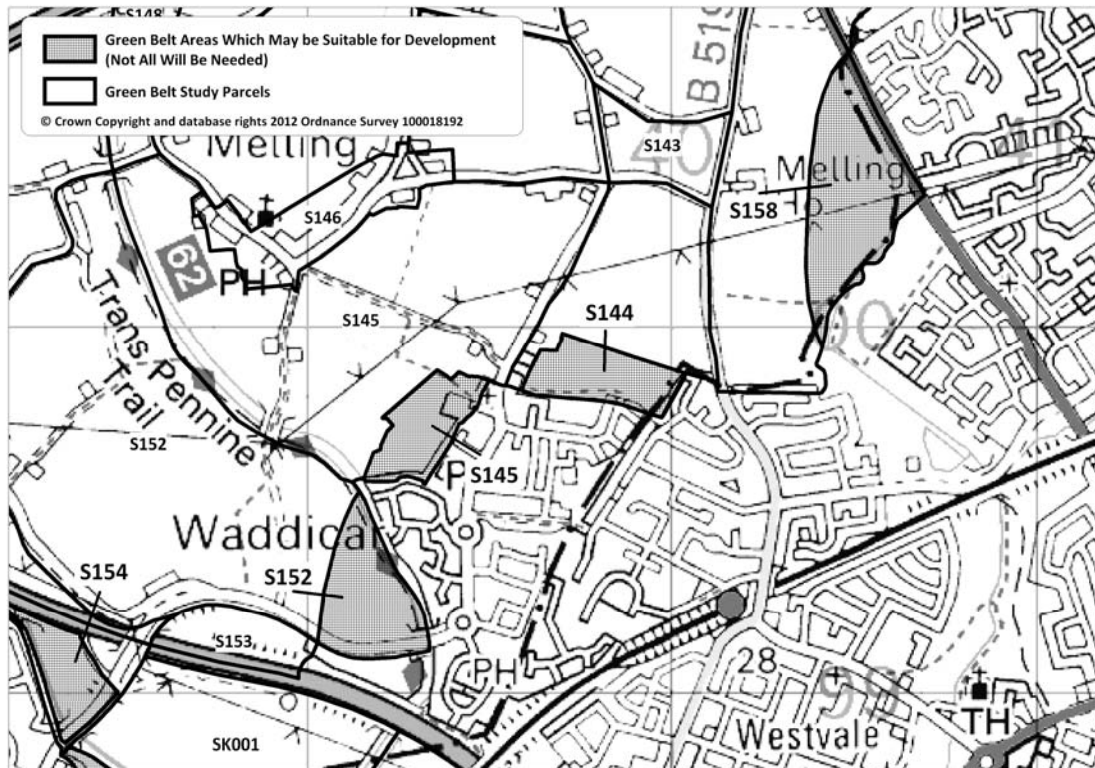 S148
Green Belt Areas Which May be Suitable for Development
(Not All Will Be Needed)
Green Belt Study Parcels
© Crown Copyright and database rights 2012 Ordnance Survey 100018192
B 519
40
41
S143
Melling
Melling
S146
S158
62
PH
S145
S144
00
Trans Pennine
Trail
S152
P
S145
Waddicar
S154
S152
S153
PH
28
99
SK001
Westvale
TH